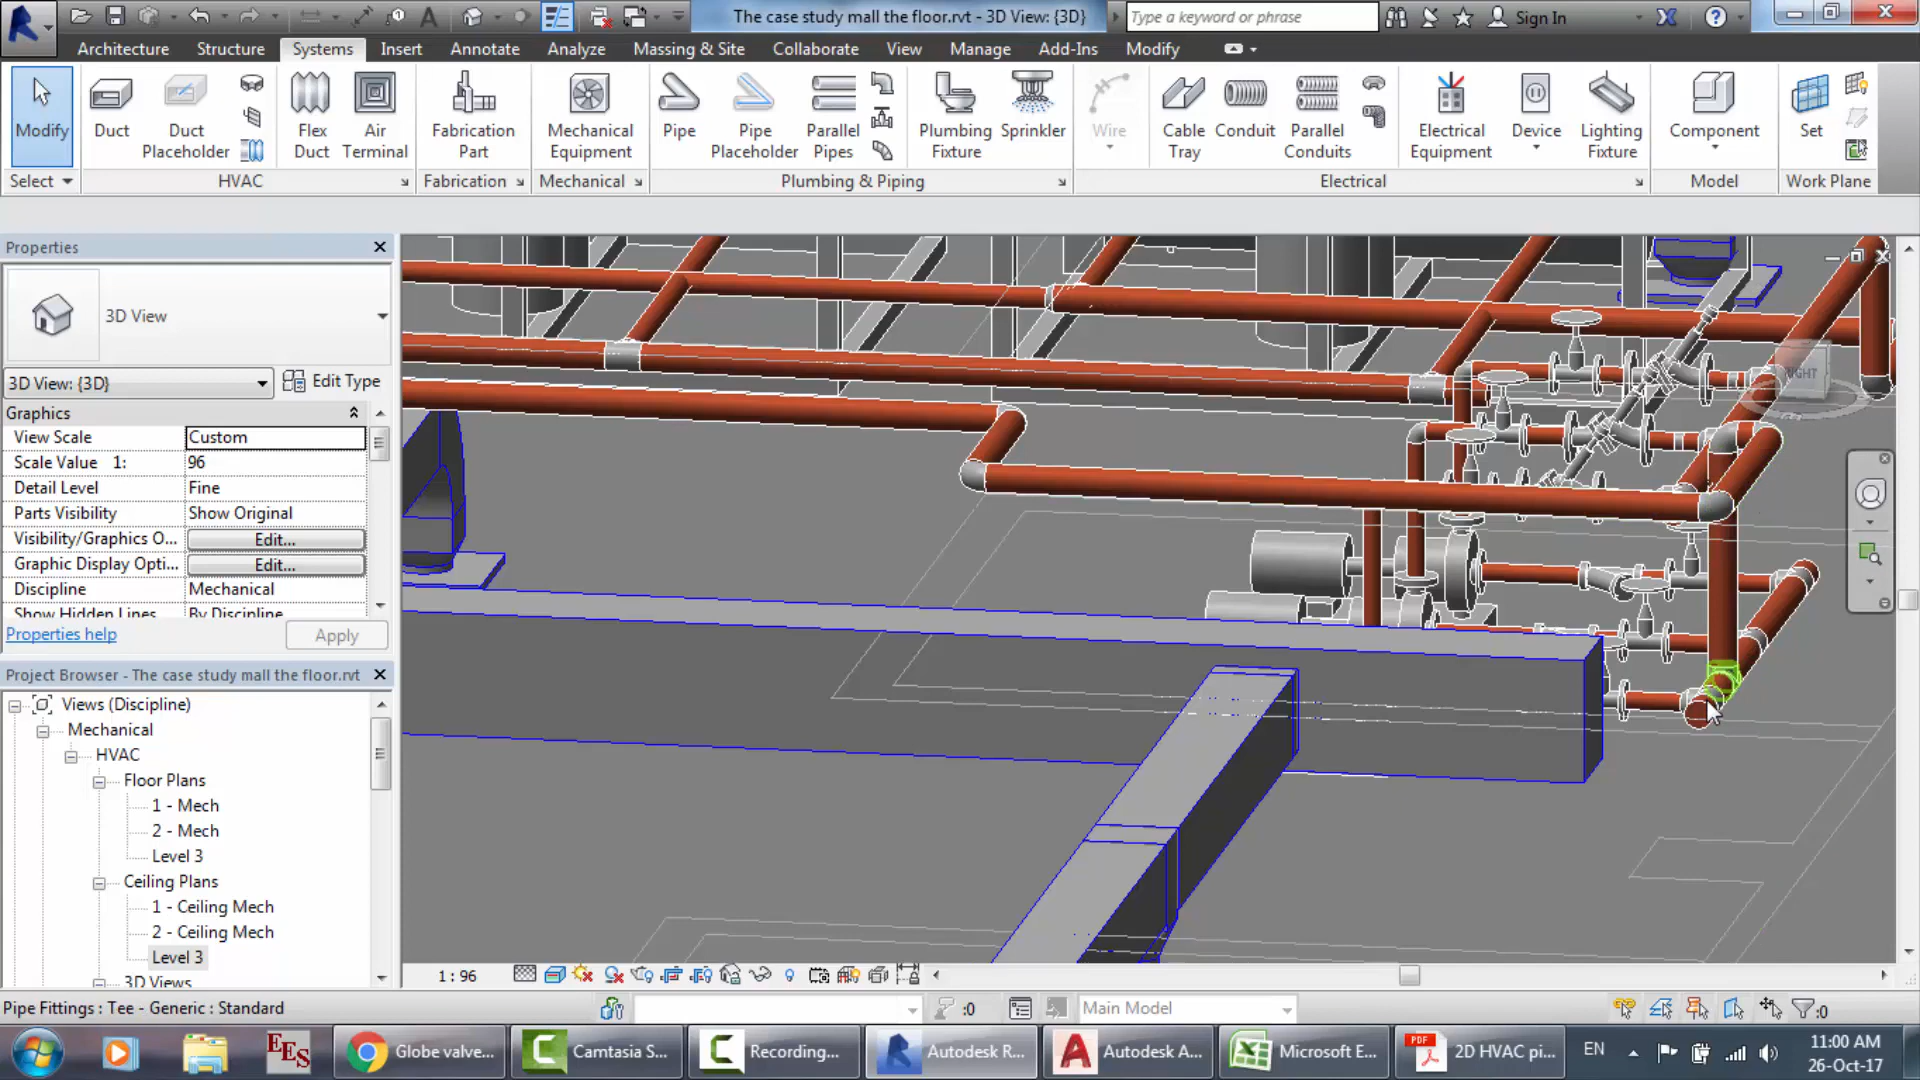 The case study mall the floor.rvt - 3D View: {3D}
Type a keyword or phrase
Sign In
Architecture Structure Systems Insert Annotate Analyze Massing & Site Collaborate View Manage Add-Ins Modify
Modify
Duct
Duct Placeholder
Flex Duct
Air Terminal
Fabrication Part
Mechanical Equipment
Pipe
Pipe Placeholder
Parallel Pipes
Plumbing Fixture
Sprinkler
Wire
Cable Tray
Conduit
Parallel Conduits
Electrical Equipment
Device
Lighting Fixture
Component
Set
Select HVAC Fabrication Mechanical Plumbing & Piping Electrical Model Work Plane
Properties
3D View
3D View: {3D} Edit Type
Graphics
View Scale Custom
Scale Value 1: 96
Detail Level Fine
Parts Visibility Show Original
Visibility/Graphics O... Edit...
Graphic Display Opti... Edit...
Discipline Mechanical
Show Hidden Lines By Discipline
Properties help Apply
Project Browser - The case study mall the floor.rvt
Views (Discipline)
Mechanical
HVAC
Floor Plans
1 - Mech
2 - Mech
Level 3
Ceiling Plans
1 - Ceiling Mech
2 - Ceiling Mech
Level 3
3D Views
1 : 96
Pipe Fittings : Tee - Generic : Standard
:0
Main Model
:0
EES
Globe valve...
Camtasia S...
Recording...
Autodesk R...
Autodesk A...
Microsoft E...
PDF
2D HVAC pi...
EN
11:00 AM
26-Oct-17